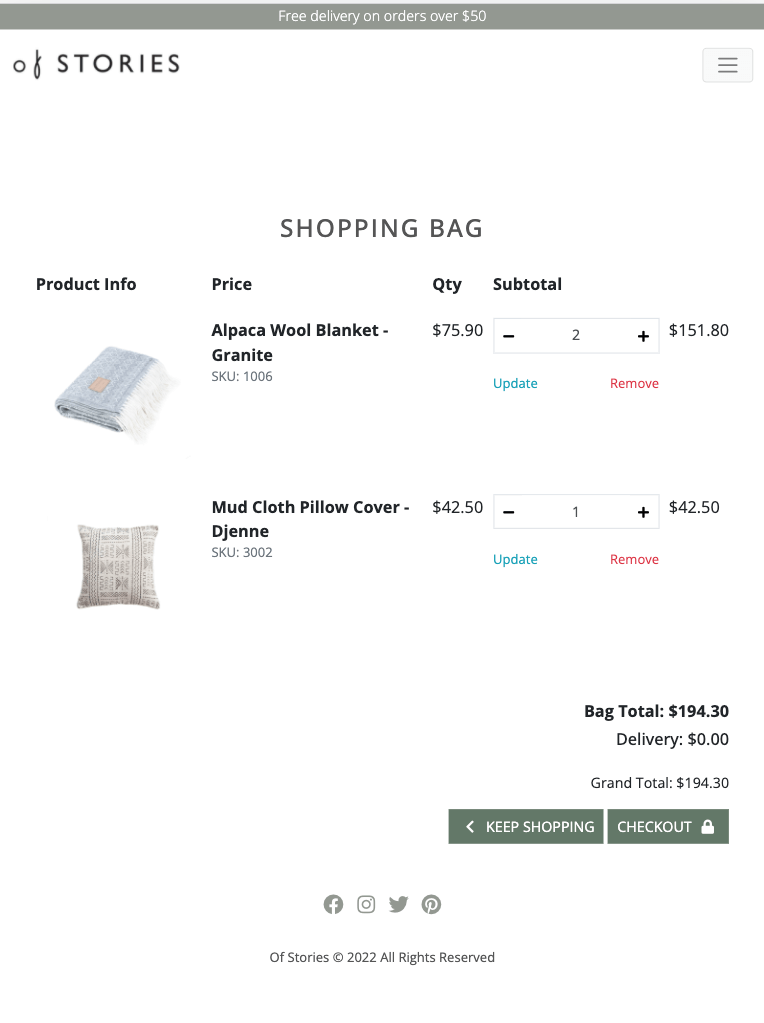 Free delivery on orders over $50
of STORIES
SHOPPING BAG
Product Info Price Qty Subtotal
Alpaca Wool Blanket - $75.90 2 $151.80
Granite
SKU: 1006
Update Remove
Mud Cloth Pillow Cover - $42.50 1 $42.50
Djenne
SKU: 3002
Update Remove
Bag Total: $194.30
Delivery: $0.00
Grand Total: $194.30
KEEP SHOPPING CHECKOUT
Of Stories © 2022 All Rights Reserved